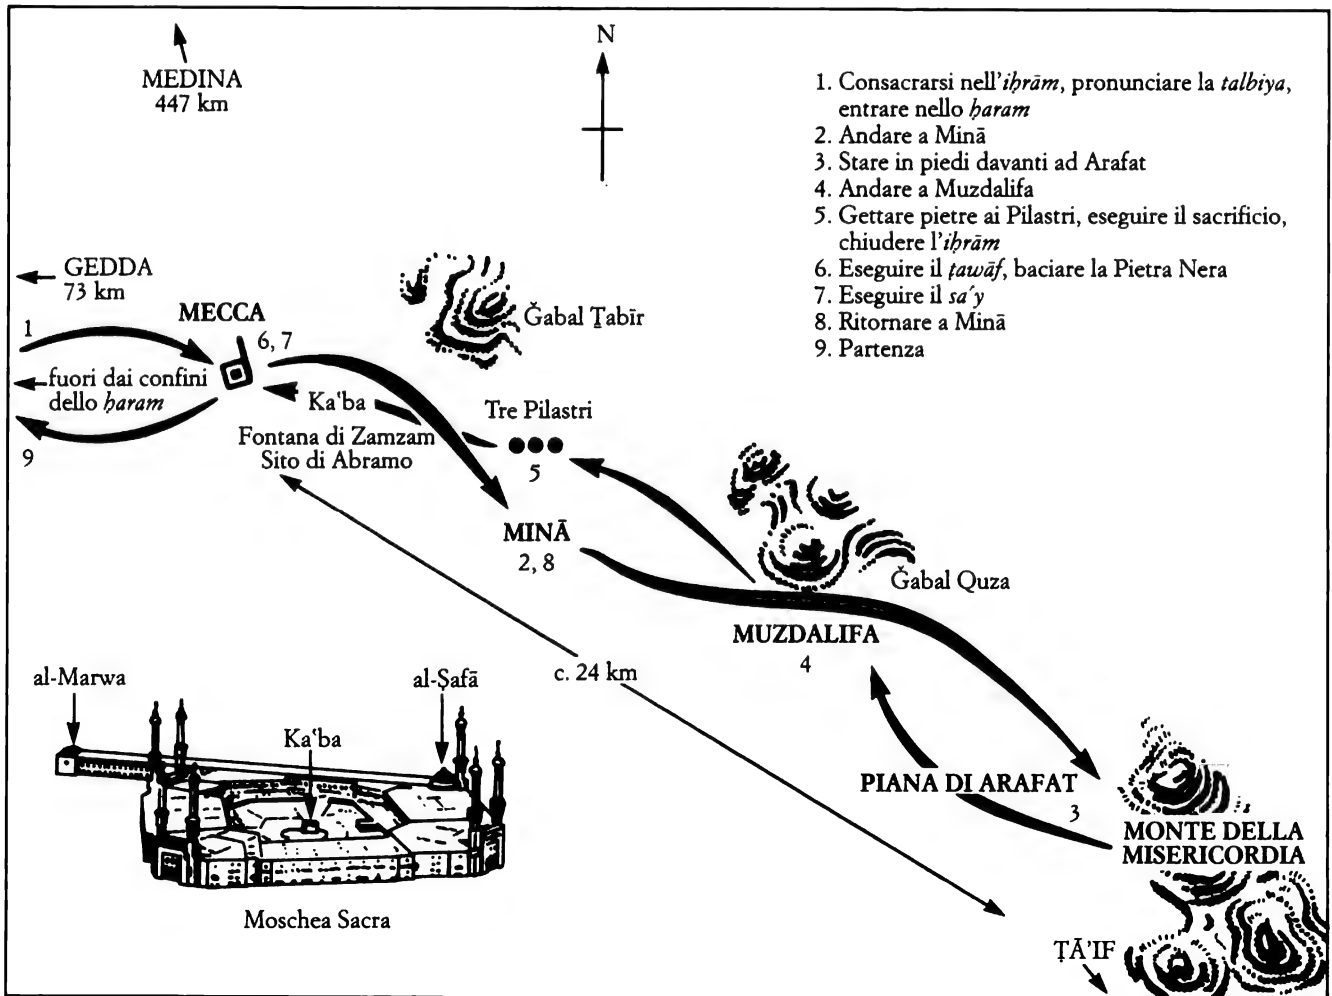 MEDINA
447 km
N
1. Consacrarsi nell'iḥrām, pronunciare la talbiya,
entrare nello ḥaram
2. Andare a Minā
3. Stare in piedi davanti ad Arafat
4. Andare a Muzdalifa
5. Gettare pietre ai Pilastri, eseguire il sacrificio,
chiudere l'iḥrām
6. Eseguire il ṭawāf, baciare la Pietra Nera
7. Eseguire il sa´y
8. Ritornare a Minā
9. Partenza
GEDDA
73 km
MECCA
1
6, 7
Ǧabal Ṯabīr
fuori dai confini
dello ḥaram
Ka‛ba
Tre Pilastri
9
Fontana di Zamzam
Sito di Abramo
5
MINĀ
2, 8
Ǧabal Quza
MUZDALIFA
4
c. 24 km
al-Marwa
al-Ṣafā
Ka‛ba
PIANA DI ARAFAT
3
MONTE DELLA
MISERICORDIA
Moschea Sacra
ṬĀ'IF